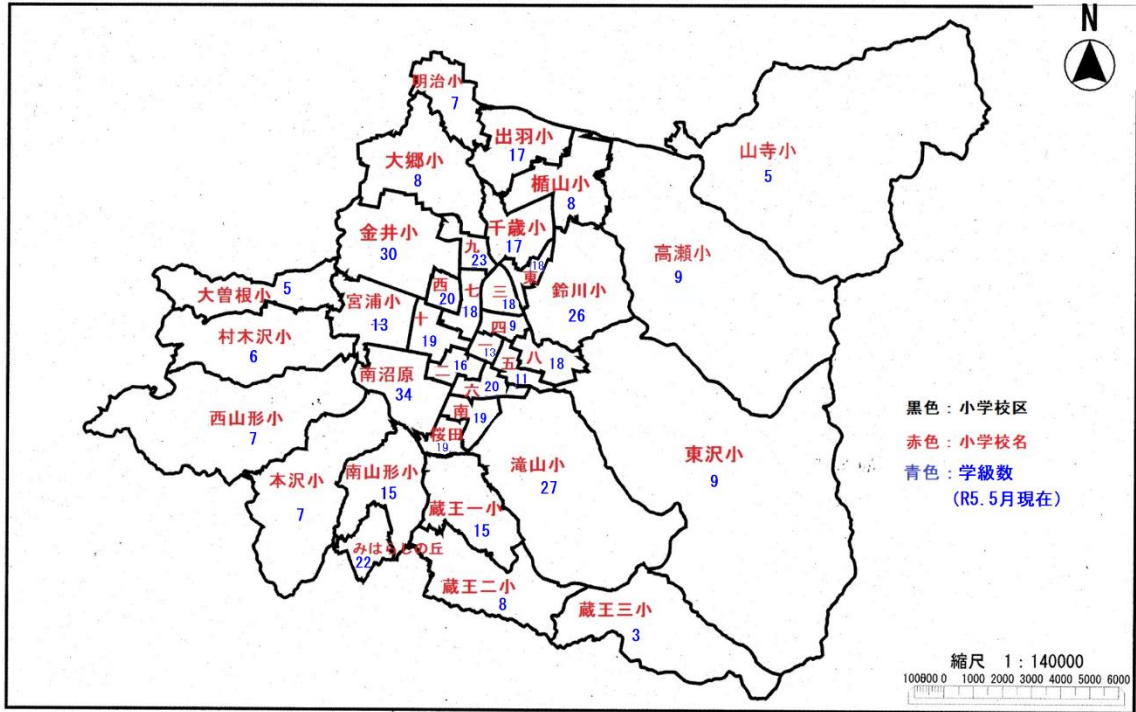 N
明治小
7
出羽小
17
大郷小
8
楯山小
8
山寺小
5
金井小
30
千歳小
17
九
23
東
18
高瀬小
9
大曽根小
5
宮浦小
13
西
20
七
18
三
18
鈴川小
26
村木沢小
6
十
19
四
9
一
13
八
18
南沼原
34
二
16
五
11
六
20
西山形小
7
南
19
桜田
19
滝山小
27
東沢小
9
本沢小
7
南山形小
15
蔵王一小
15
みはらしの丘
22
蔵王二小
8
蔵王三小
3
黒色：小学校区
赤色：小学校名
青色：学級数
(R5.5月現在)
縮尺 1：140000
0 1000 2000 3000 4000 5000 6000